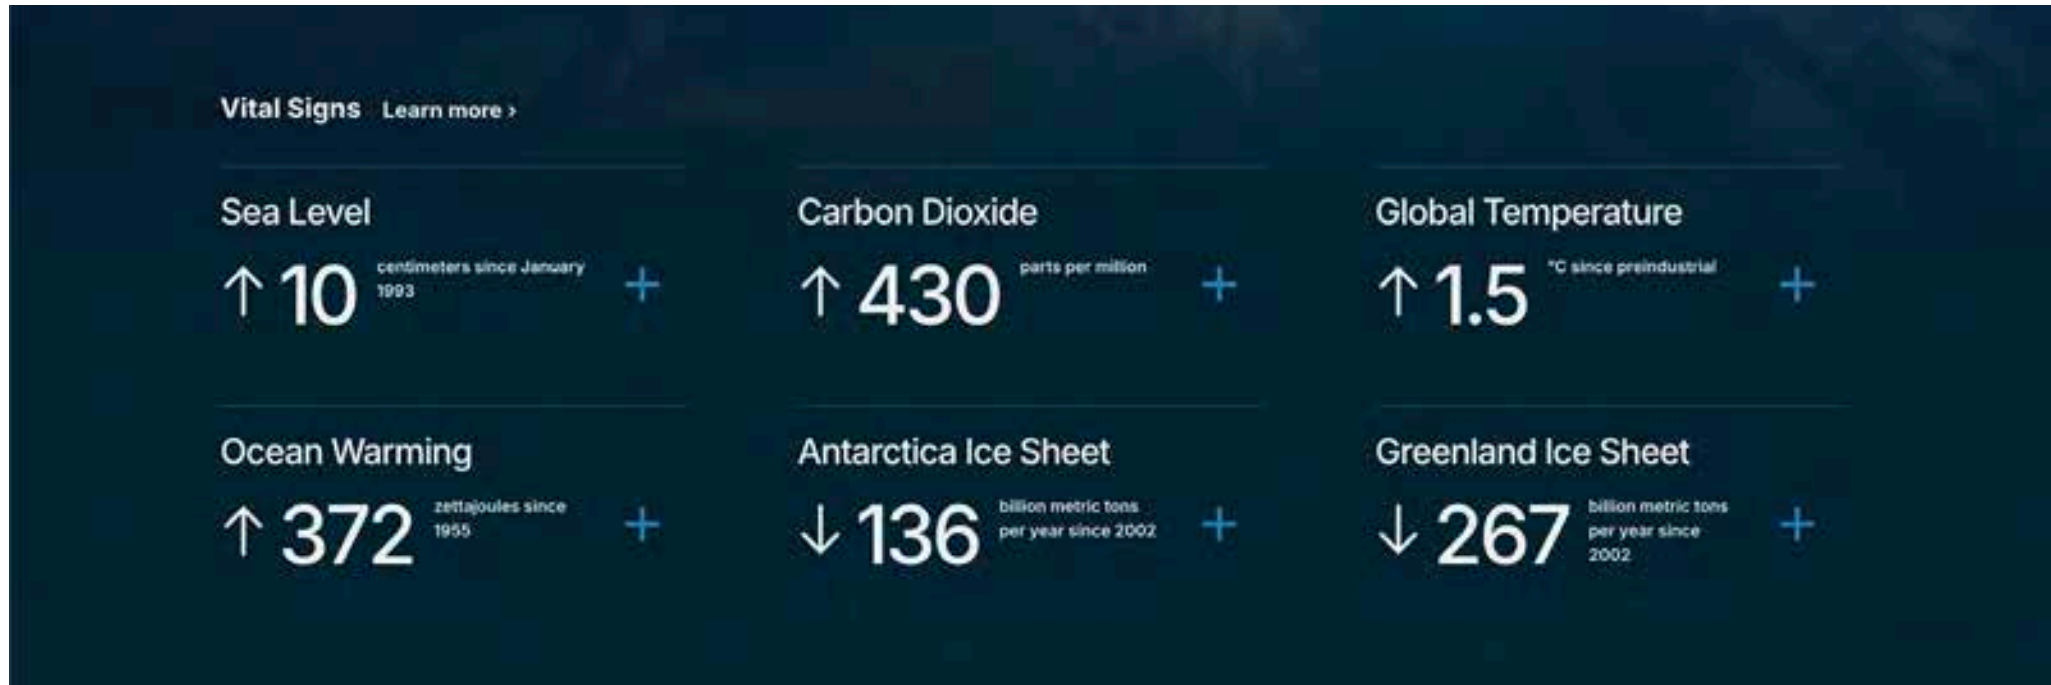 Vital Signs Learn more ›
Sea Level
↑ 10 centimeters since January
1993
Carbon Dioxide
↑ 430 parts per million
Global Temperature
↑ 1.5 °C since preindustrial
Ocean Warming
↑ 372 zettajoules since
1955
Antarctica Ice Sheet
↓ 136 billion metric tons
per year since 2002
Greenland Ice Sheet
↓ 267 billion metric tons
per year since
2002